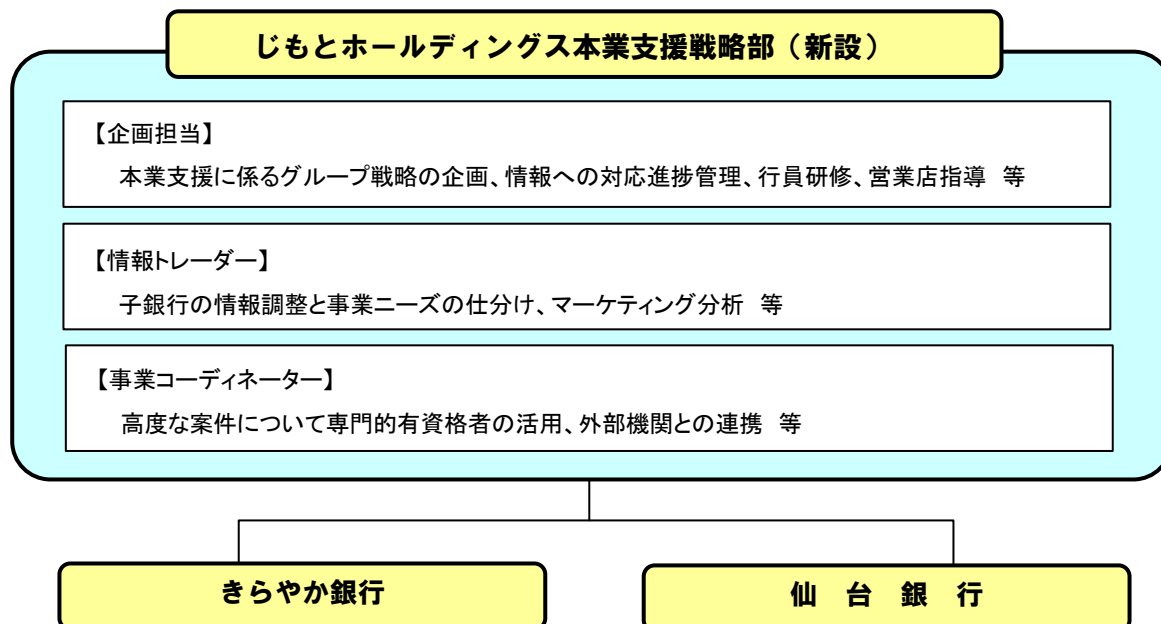 じもとホールディングス本業支援戦略部（新設）
【企画担当】
本業支援に係るグループ戦略の企画、情報への対応進捗管理、行員研修、営業店指導　等
【情報トレーダー】
子銀行の情報調整と事業ニーズの仕分け、マーケティング分析　等
【事業コーディネーター】
高度な案件について専門的有資格者の活用、外部機関との連携　等
きらやか銀行
仙　台　銀　行